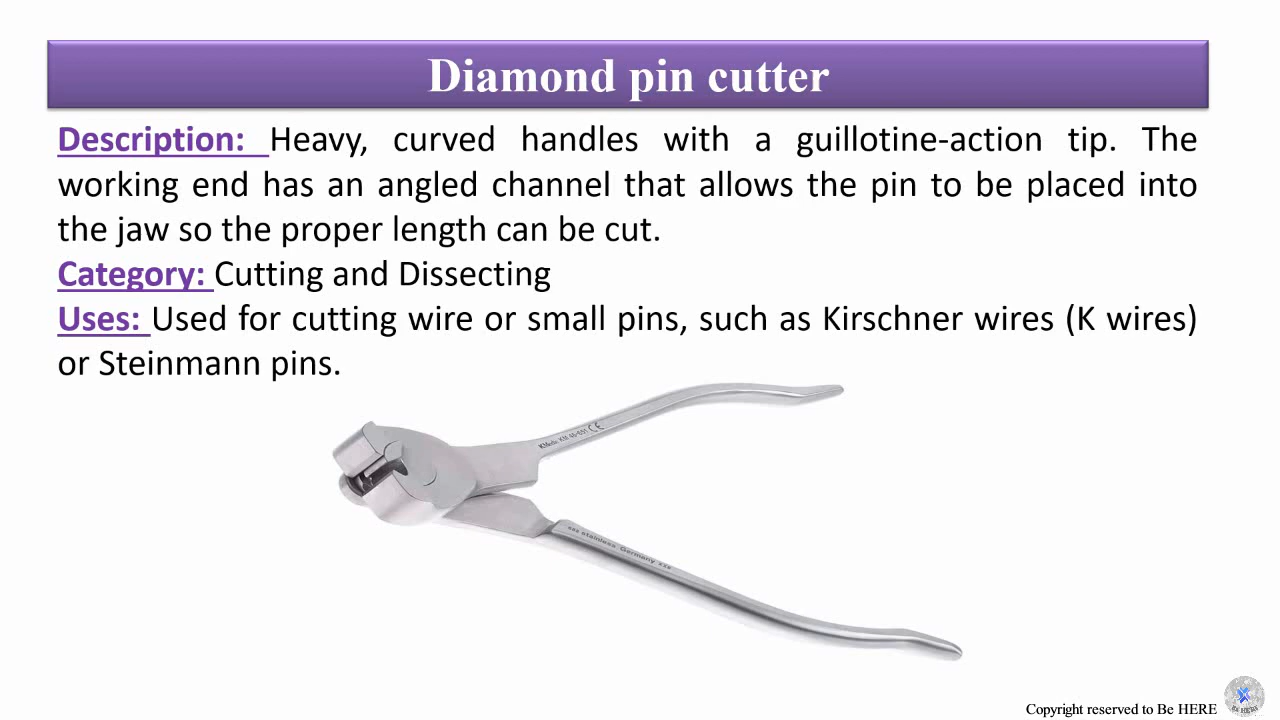 Diamond pin cutter
Description: Heavy, curved handles with a guillotine-action tip. The
working end has an angled channel that allows the pin to be placed into
the jaw so the proper length can be cut.
Category: Cutting and Dissecting
Uses: Used for cutting wire or small pins, such as Kirschner wires (K wires)
or Steinmann pins.
CE
stainless Germany
Copyright reserved to Be HERE
Be HERE